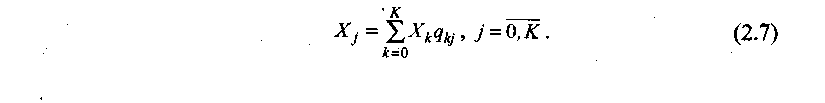 $X_j = \sum_{k=0}^{K} X_k q_{kj}, \; j = \overline{0, K}.$ (2.7)